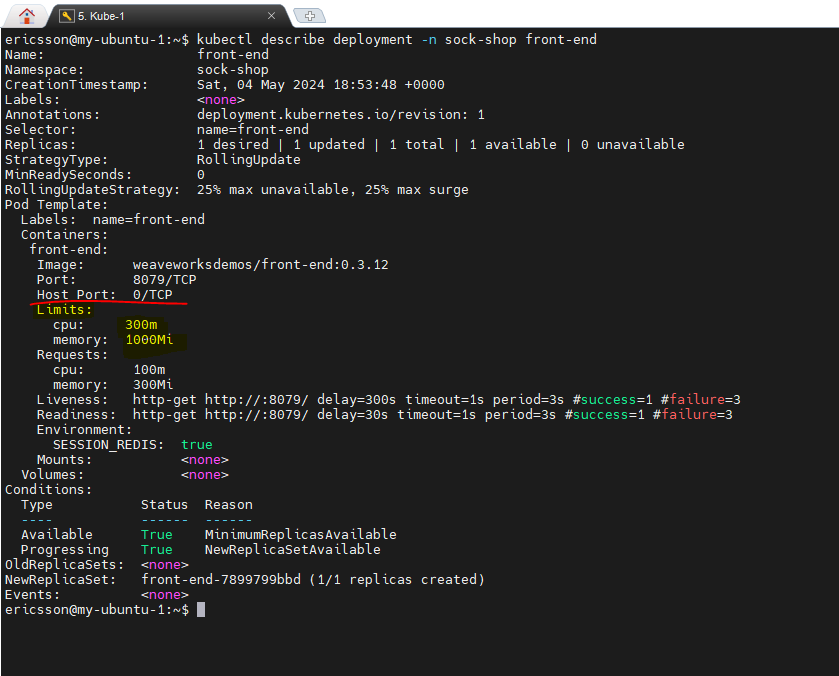 5. Kube-1
ericsson@my-ubuntu-1:~$ kubectl describe deployment -n sock-shop front-end
Name:                   front-end
Namespace:              sock-shop
CreationTimestamp:      Sat, 04 May 2024 18:53:48 +0000
Labels:                 <none>
Annotations:            deployment.kubernetes.io/revision: 1
Selector:               name=front-end
Replicas:               1 desired | 1 updated | 1 total | 1 available | 0 unavailable
StrategyType:           RollingUpdate
MinReadySeconds:        0
RollingUpdateStrategy:  25% max unavailable, 25% max surge
Pod Template:
  Labels:  name=front-end
  Containers:
   front-end:
    Image:      weaveworksdemos/front-end:0.3.12
    Port:       8079/TCP
    Host Port:  0/TCP
    Limits:
      cpu:     300m
      memory:  1000Mi
    Requests:
      cpu:      100m
      memory:   300Mi
    Liveness:   http-get http://:8079/ delay=300s timeout=1s period=3s #success=1 #failure=3
    Readiness:  http-get http://:8079/ delay=30s timeout=1s period=3s #success=1 #failure=3
    Environment:
      SESSION_REDIS:  true
    Mounts:           <none>
  Volumes:            <none>
Conditions:
  Type           Status  Reason
  ----           ------  ------
  Available      True    MinimumReplicasAvailable
  Progressing    True    NewReplicaSetAvailable
OldReplicaSets:  <none>
NewReplicaSet:   front-end-7899799bbd (1/1 replicas created)
Events:          <none>
ericsson@my-ubuntu-1:~$